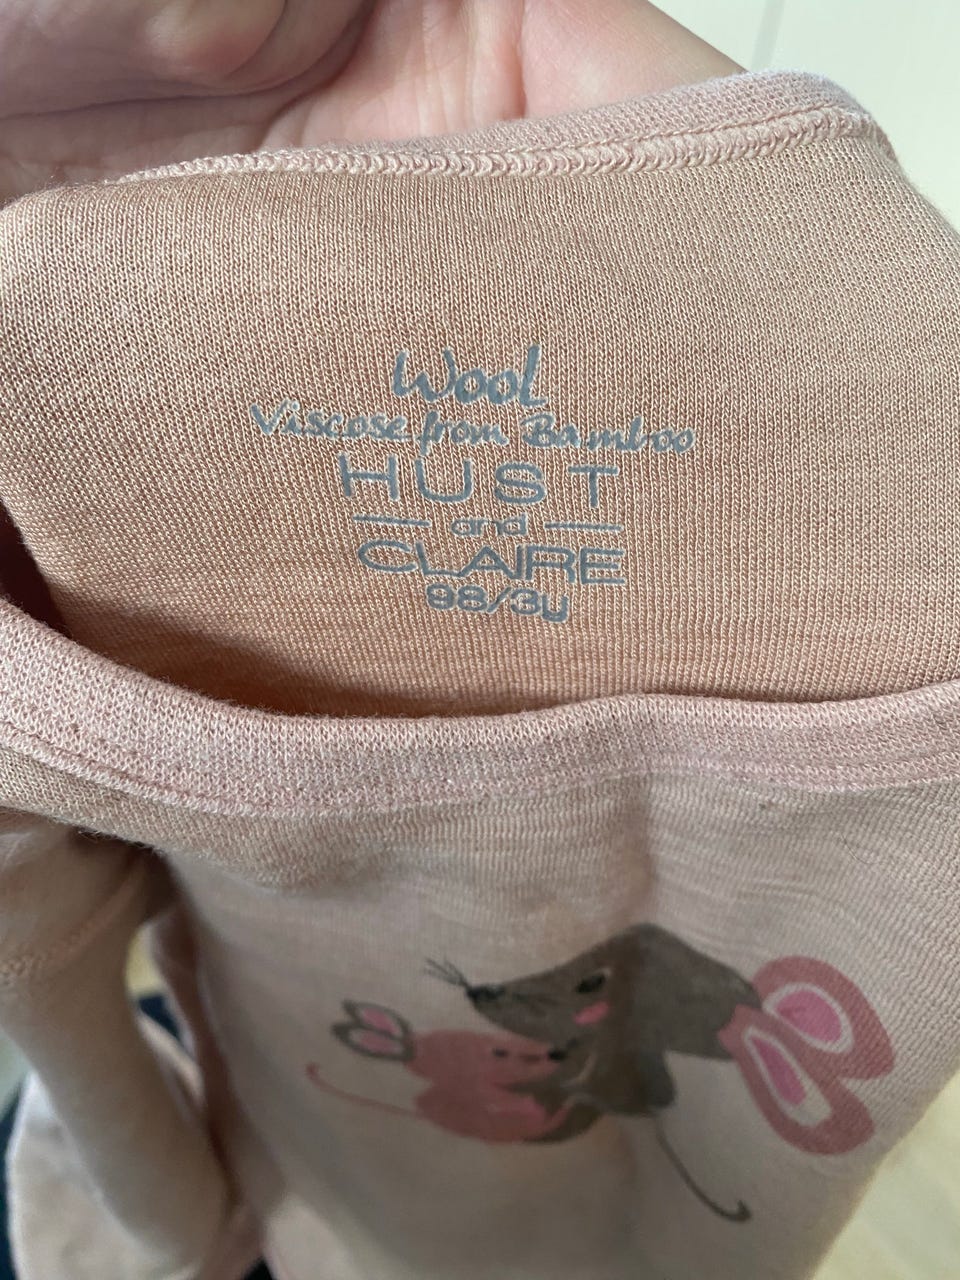 Wool
Viscose from Bamboo
HUST
and
CLAIRE
98/3y